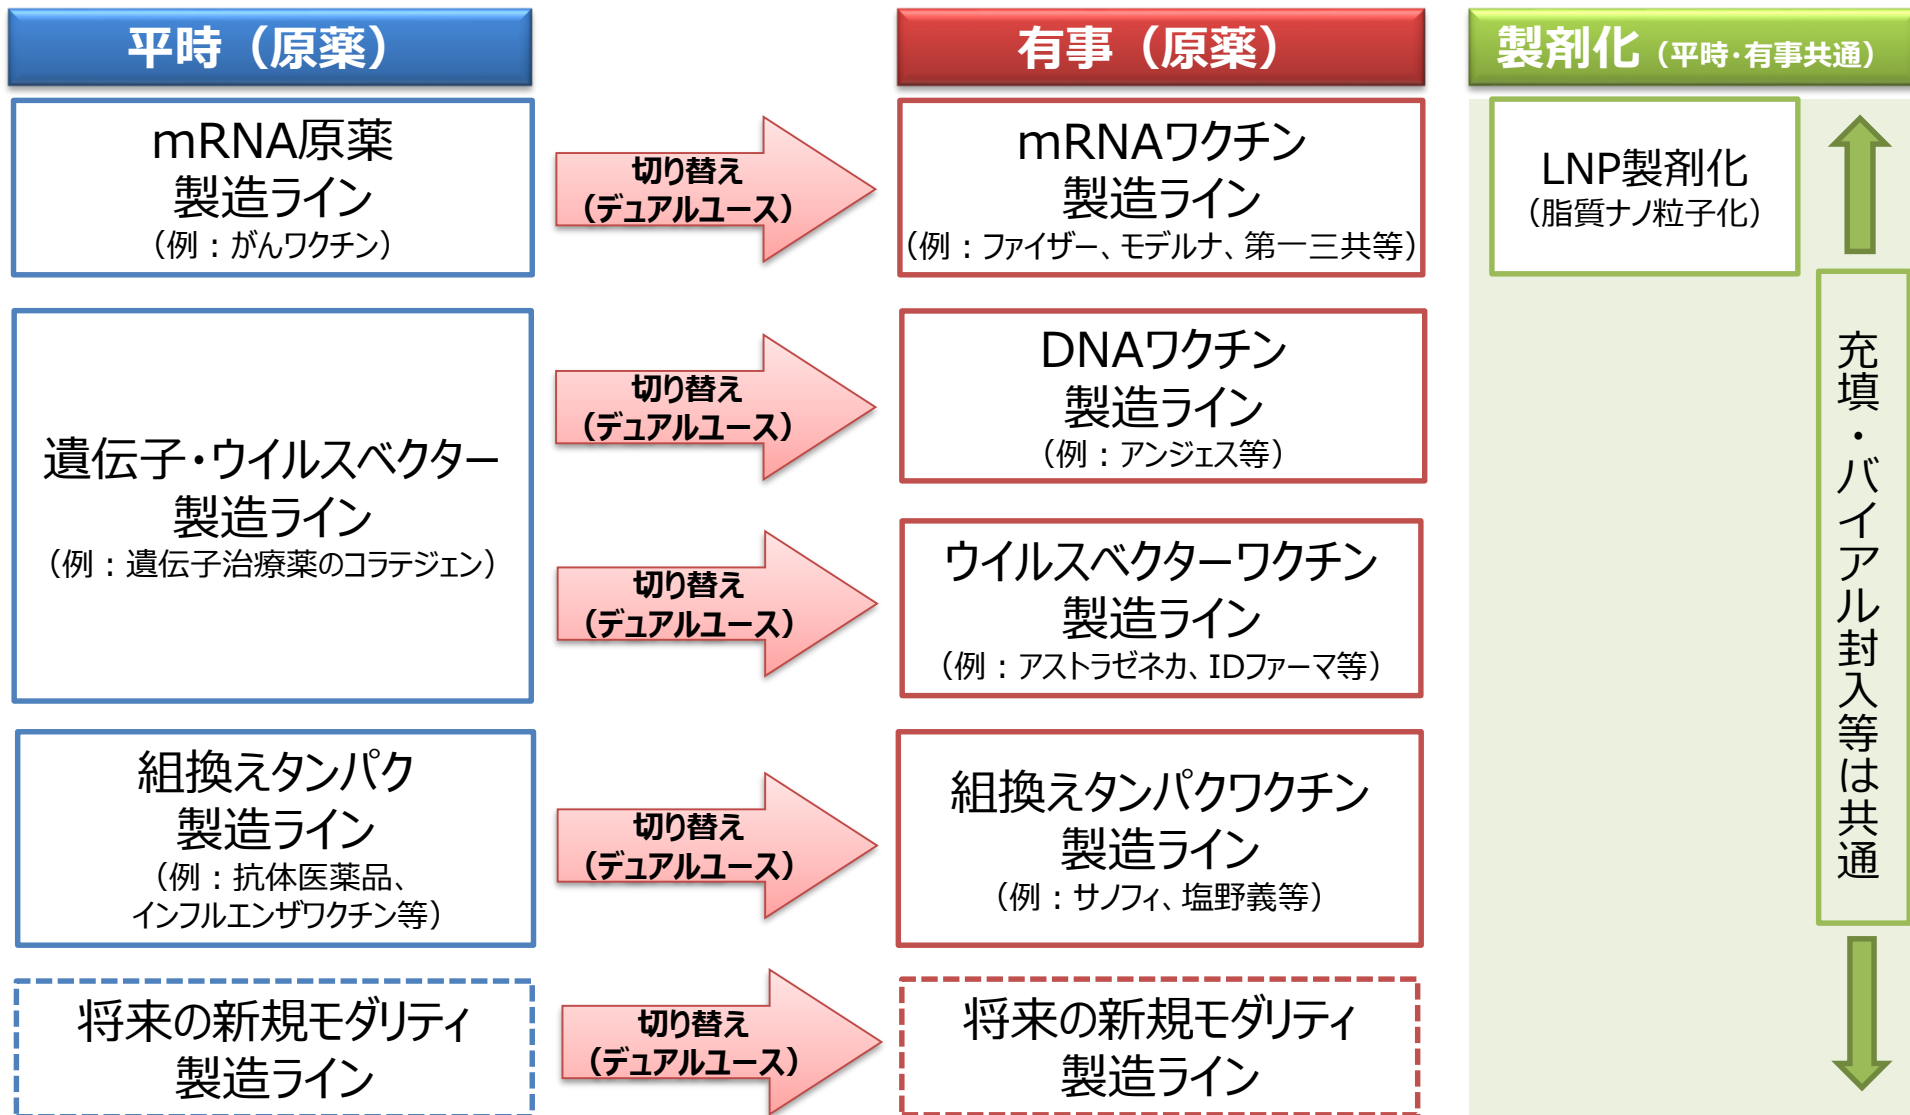 平時（原薬）
有事（原薬）
製剤化（平時・有事共通）
mRNA原薬
製造ライン
（例：がんワクチン）
切り替え
（デュアルユース）
mRNAワクチン
製造ライン
（例：ファイザー、モデルナ、第一三共等）
LNP製剤化
（脂質ナノ粒子化）
遺伝子・ウイルスベクター
製造ライン
（例：遺伝子治療薬のコラテジェン）
切り替え
（デュアルユース）
DNAワクチン
製造ライン
（例：アンジェス等）
切り替え
（デュアルユース）
ウイルスベクターワクチン
製造ライン
（例：アストラゼネカ、IDファーマ等）
組換えタンパク
製造ライン
（例：抗体医薬品、
インフルエンザワクチン等）
切り替え
（デュアルユース）
組換えタンパクワクチン
製造ライン
（例：サノフィ、塩野義等）
将来の新規モダリティ
製造ライン
切り替え
（デュアルユース）
将来の新規モダリティ
製造ライン
充填・バイアル封入等は共通